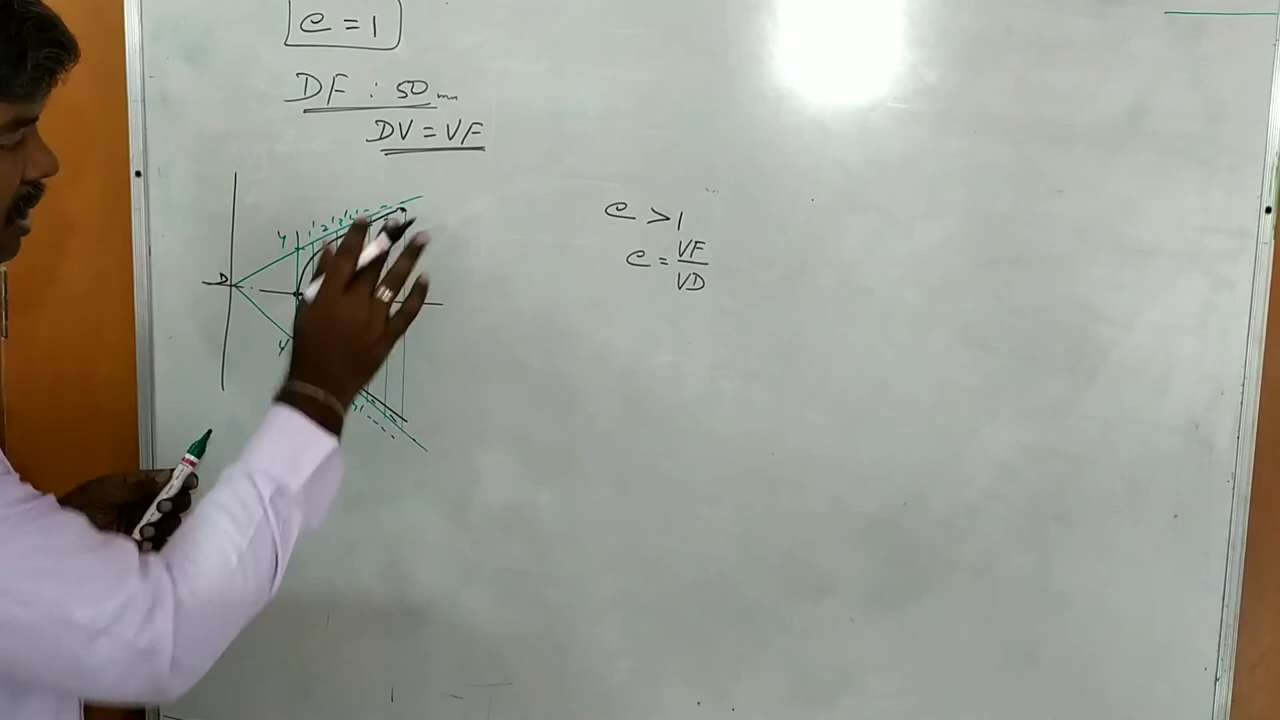 e = 1
DF : 50 mm
DV = VF
e > 1
e = VF
VD
D